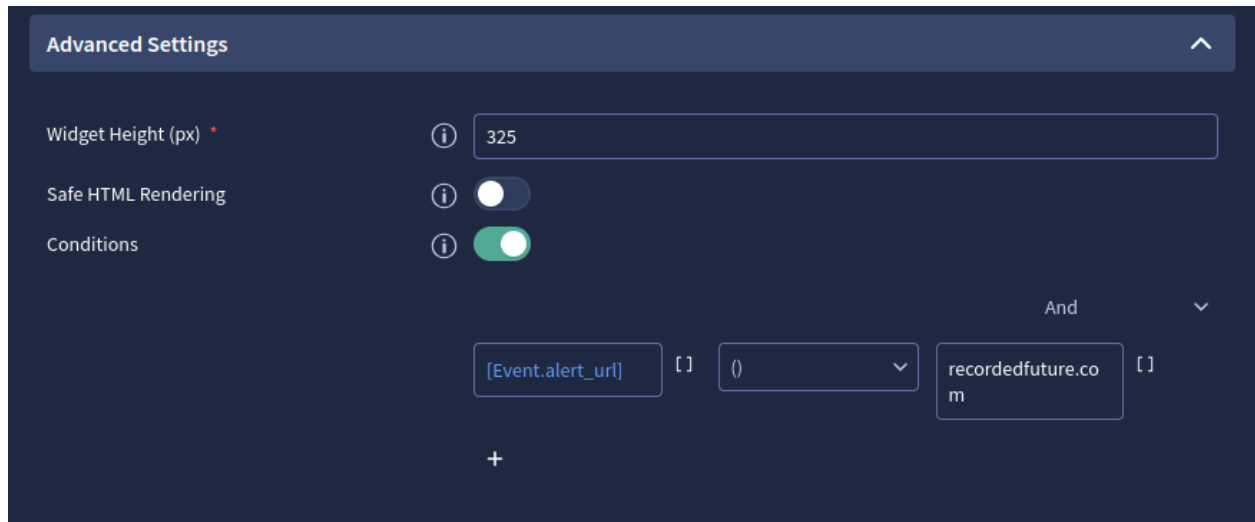 Advanced Settings
Widget Height (px) *
325
Safe HTML Rendering
Conditions
And
[Event.alert_url] [] () recordedfuture.co
m []
+